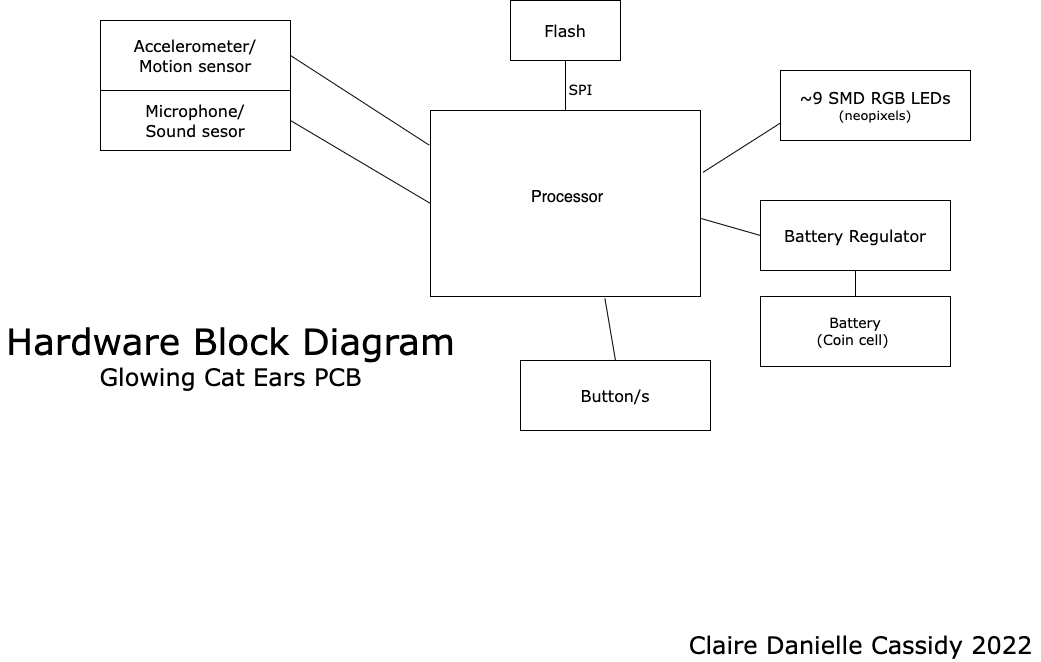 Flash
Accelerometer/
Motion sensor
SPI
~9 SMD RGB LEDs
(neopixels)
Microphone/
Sound sesor
Processor
Battery Regulator
Battery
(Coin cell)
Hardware Block Diagram
Glowing Cat Ears PCB
Button/s
Claire Danielle Cassidy 2022